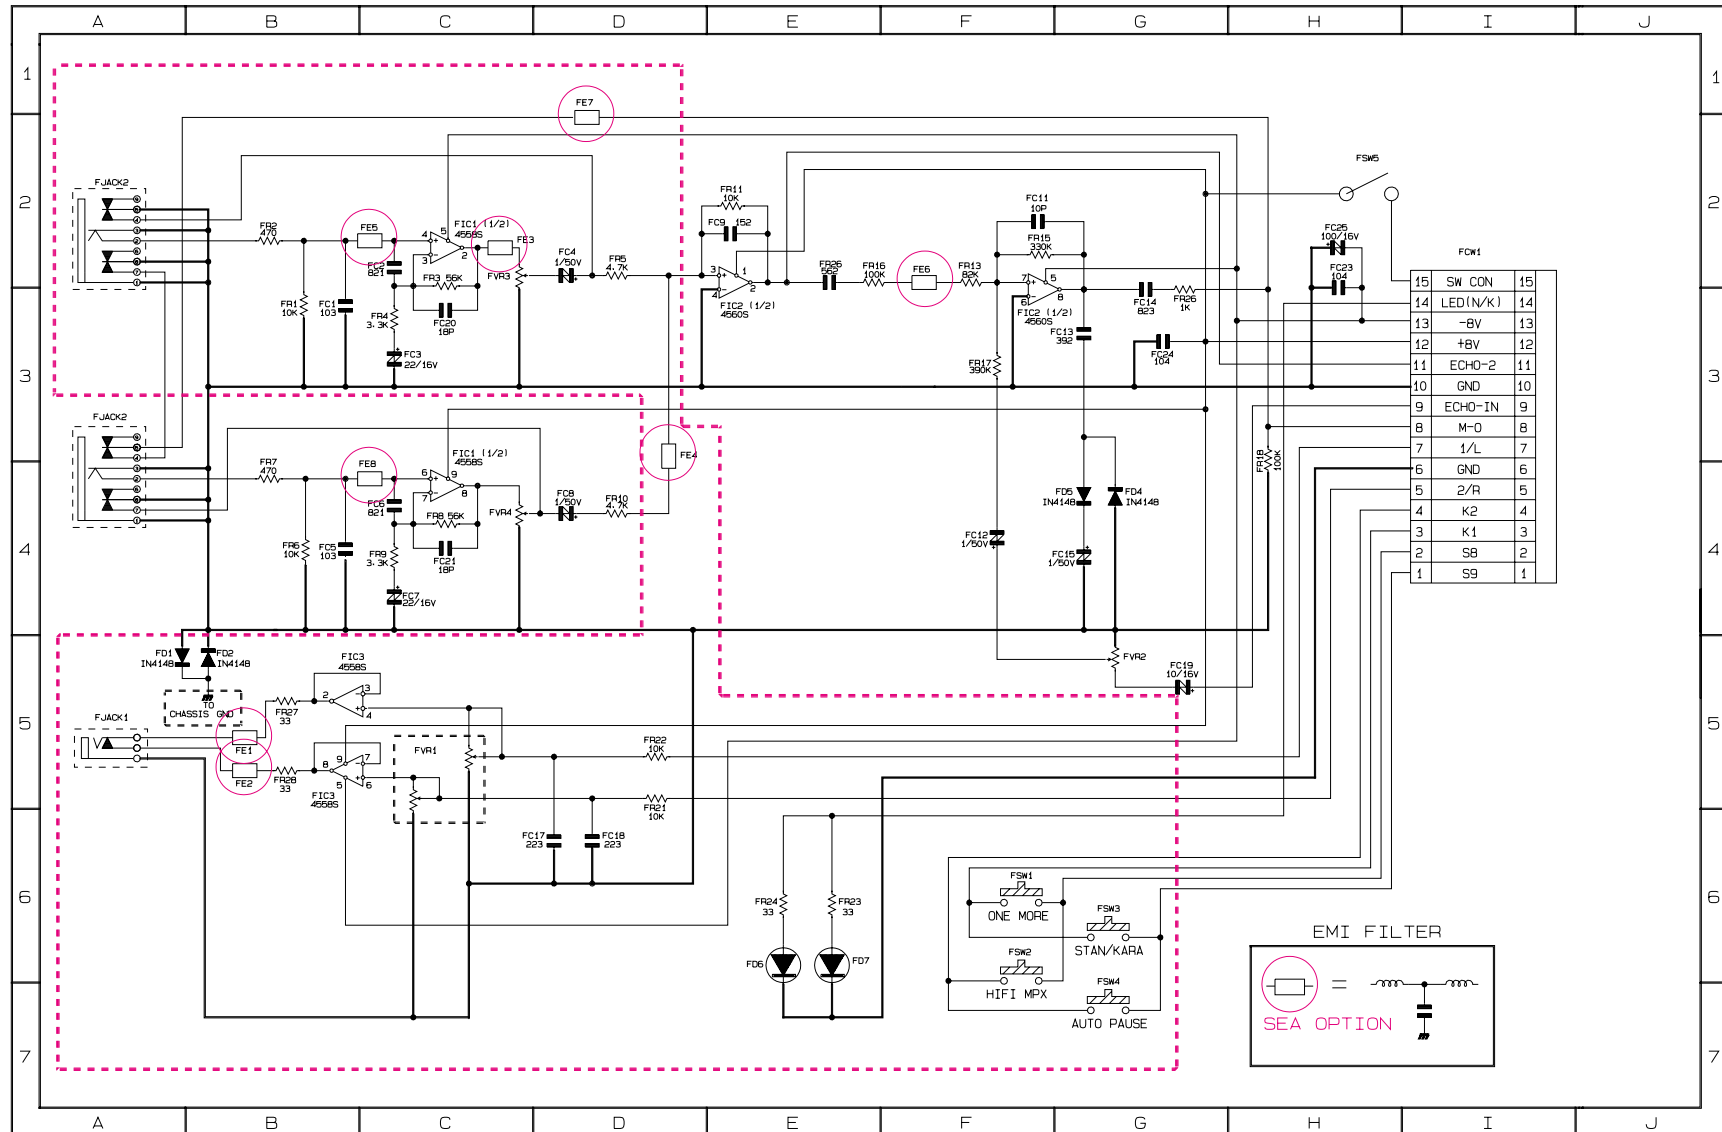 A B C D E F G H I J
1 1
FE7
FSW5
FJACK2
2 2
FR2
470
FE5
FIC1 (1/2)
4558S
FE3
FC4
1/50V
FR5
4.7K
FR11
10K
FC9 152
FC11
10P
FR15
330K
FC25
100/16V
FC23
104
FCW1
FC2
821
FR3 56K
FVR3
FR26
562
FR16
100K
FE6
FR13
82K
FIC2 (1/2)
4560S
FIC2 (1/2)
4560S
FC14
823
FR26
1K
FR1
10K
FC1
103
FR4
3.3K
FC20
18P
FC13
392
FC3
22/16V
FR17
390K
FC24
104
3 3
15 SW CON 15
14 LED(N/K) 14
13 -8V 13
12 +8V 12
11 ECHO-2 11
10 GND 10
9 ECHO-IN 9
8 M-O 8
7 1/L 7
6 GND 6
5 2/R 5
4 K2 4
3 K1 3
2 S8 2
1 S9 1
FJACK2
FR7
470
FE8
FIC1 (1/2)
4558S
FE4
FR18
100K
FC6
821
FR8 56K
FVR4
FC8
1/50V
FR10
4.7K
FD5
IN4148
FD4
IN4148
4 4
FR6
10K
FC5
103
FR9
3.3K
FC21
18P
FC12
1/50V
FC15
1/50V
FC7
22/16V
FD1
IN4148
FD2
IN4148
FIC3
4558S
FVR2
FC19
10/16V
TO
CHASSIS GND
FR27
33
5 5
FJACK1
FE1
FE2
FR28
33
FIC3
4558S
FVR1
FR22
10K
FR21
10K
FC17
223
FC18
223
6 6
FR24
33
FR23
33
FD6
FD7
FSW1
ONE MORE
FSW3
STAN/KARA
FSW2
HIFI MPX
FSW4
AUTO PAUSE
EMI FILTER
=
SEA OPTION
7 7
A B C D E F G H I J